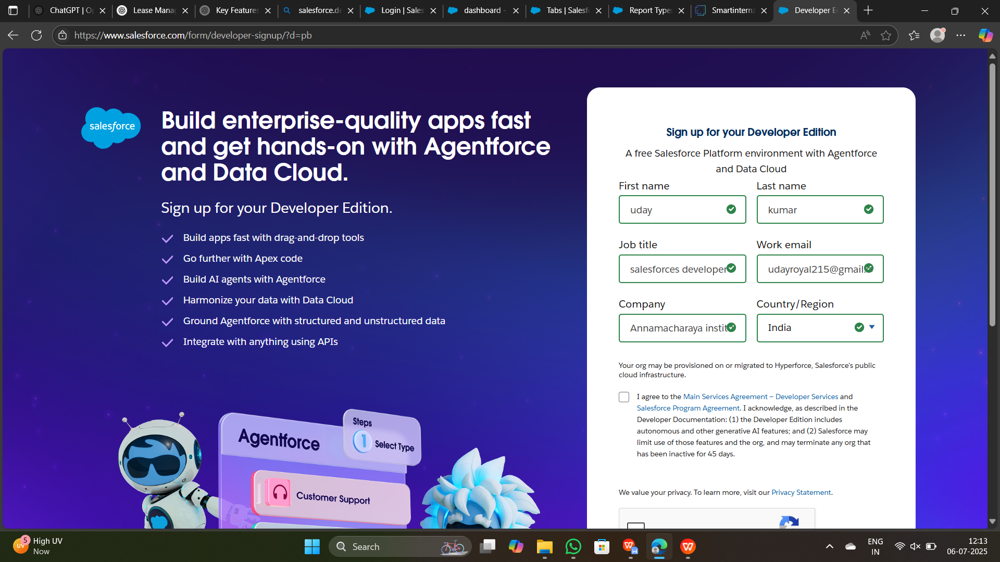 ChatGPT | O
Lease Manag
Key Features
salesforce.de
Login | Sales
dashboard -
Tabs | Salesf
Report Type
Smartinternz
Developer E
https://www.salesforce.com/form/developer-signup/?d=pb
salesforce
Build enterprise-quality apps fast
and get hands-on with Agentforce
and Data Cloud.
Sign up for your Developer Edition.
Build apps fast with drag-and-drop tools
Go further with Apex code
Build AI agents with Agentforce
Harmonize your data with Data Cloud
Ground Agentforce with structured and unstructured data
Integrate with anything using APIs
Agentforce
Steps
1
Select Type
Customer Support
Sign up for your Developer Edition
A free Salesforce Platform environment with Agentforce
and Data Cloud
First name
Last name
uday
kumar
Job title
Work email
salesforces developer
udayroyal215@gmail.
Company
Country/Region
Annamacharaya instit
India
Your org may be provisioned on or migrated to Hyperforce, Salesforce's public
cloud infrastructure.
I agree to the Main Services Agreement – Developer Services and
Salesforce Program Agreement. I acknowledge, as described in the
Developer Documentation: (1) the Developer Edition includes
autonomous and other generative AI features; and (2) Salesforce may
limit use of those features and the org, and may terminate any org that
has been inactive for 45 days.
We value your privacy. To learn more, visit our Privacy Statement.
UV
5
High UV
Now
Search
ENG
IN
12:13
06-07-2025